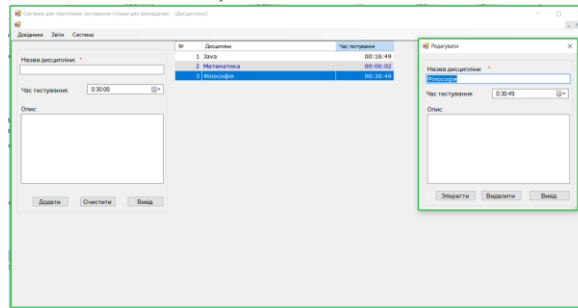 Система для підготовки тестування (тільки для викладачів) - [Дисципліни]
Довідники Звіти Система
№ Дисципліни Час тестування
1 Java 00:16:49
2 Математика 00:00:02
3 Філософія 00:30:49
Назва дисципліни: *
Час тестування: 0:30:00
Опис:
Додати Очистити Вихід
Редагувати
Назва дисципліни: *
Філософія
Час тестування: 0:30:49
Опис:
Зберегти Видалити Вихід